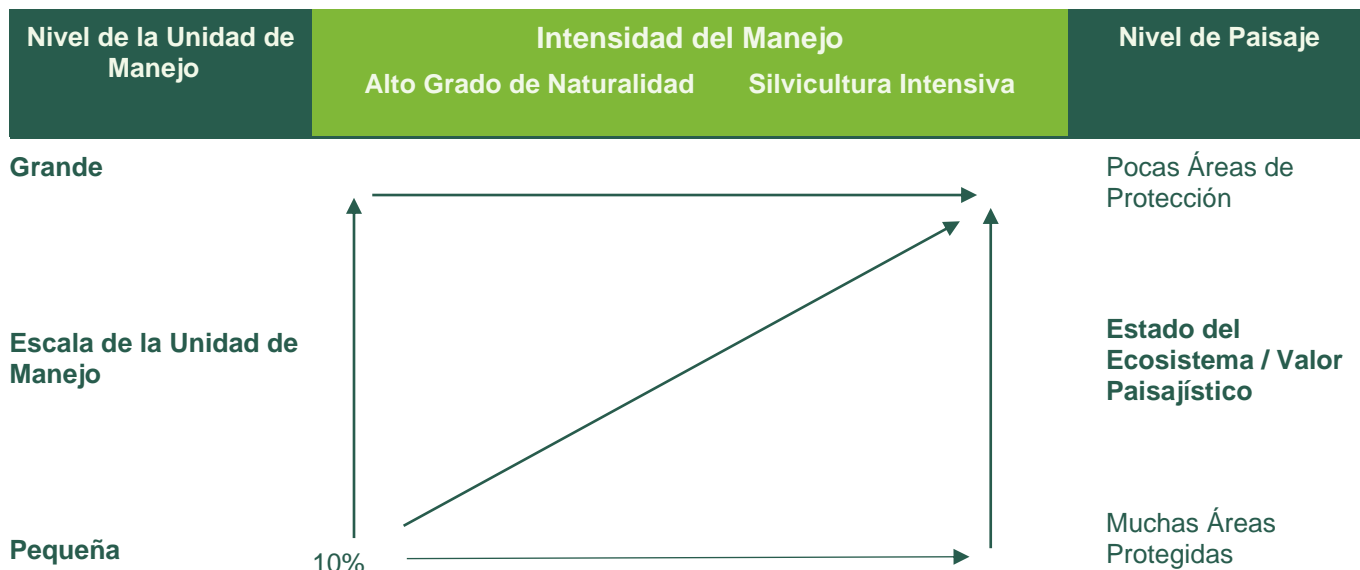 Nivel de la Unidad de
Manejo
Intensidad del Manejo
Alto Grado de Naturalidad Silvicultura Intensiva
Nivel de Paisaje
Grande
Pocas Áreas de
Protección
Escala de la Unidad de
Manejo
Estado del
Ecosistema / Valor
Paisajístico
Pequeña
10%
Muchas Áreas
Protegidas